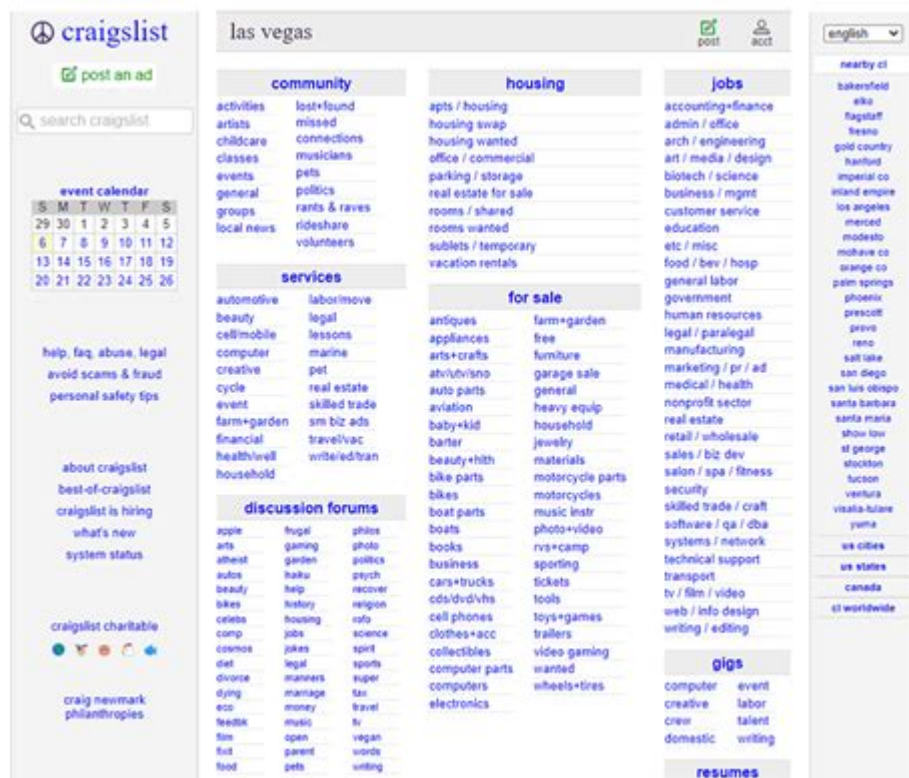 craigslist
post an ad
search craigslist
event calendar
S M T W T F S
29 30 1 2 3 4 5
6 7 8 9 10 11 12
13 14 15 16 17 18 19
20 21 22 23 24 25 26
help, faq, abuse, legal
avoid scams & fraud
personal safety tips
about craigslist
best-of-craigslist
craigslist is hiring
what's new
system status
craigslist charitable
craig newmark
philanthropies
las vegas
post
acct
community
activities
artists
childcare
classes
events
general
groups
local news
lost+found
missed
connections
musicians
pets
politics
rants & raves
rideshare
volunteers
services
automotive
beauty
cell/mobile
computer
creative
cycle
event
farm+garden
financial
health/well
household
labor/move
legal
lessons
marine
pet
real estate
skilled trade
sm biz ads
travel/vac
write/ed/tran
discussion forums
apple
arts
atheist
autos
beauty
bikes
celebs
comp
cosmos
diet
divorce
dying
eco
feedbk
film
fixit
food
frugal
gaming
garden
haiku
help
history
housing
jobs
jokes
legal
manners
marriage
money
music
open
parent
pets
philos
photo
politics
psych
recover
religion
rofo
science
spirit
sports
super
tax
travel
tv
vegan
words
writing
housing
apts / housing
housing swap
housing wanted
office / commercial
parking / storage
real estate for sale
rooms / shared
rooms wanted
sublets / temporary
vacation rentals
for sale
antiques
appliances
arts+crafts
atv/utv/sno
auto parts
aviation
baby+kid
barter
beauty+hlth
bike parts
bikes
boat parts
boats
books
business
cars+trucks
cds/dvd/vhs
cell phones
clothes+acc
collectibles
computer parts
computers
electronics
farm+garden
free
furniture
garage sale
general
heavy equip
household
jewelry
materials
motorcycle parts
motorcycles
music instr
photo+video
rvs+camp
sporting
tickets
tools
toys+games
trailers
video gaming
wanted
wheels+tires
jobs
accounting+finance
admin / office
arch / engineering
art / media / design
biotech / science
business / mgmt
customer service
education
etc / misc
food / bev / hosp
general labor
government
human resources
legal / paralegal
manufacturing
marketing / pr / ad
medical / health
nonprofit sector
real estate
retail / wholesale
sales / biz dev
salon / spa / fitness
security
skilled trade / craft
software / qa / dba
systems / network
technical support
transport
tv / film / video
web / info design
writing / editing
gigs
computer
creative
crew
domestic
event
labor
talent
writing
resumes
english
nearby cl
bakersfield
elko
flagstaff
fresno
gold country
hanford
imperial co
inland empire
los angeles
merced
modesto
mohave co
orange co
palm springs
phoenix
prescott
provo
reno
salt lake
san diego
san luis obispo
santa barbara
santa maria
show low
st george
stockton
tucson
ventura
visalia-tulare
yuma
us cities
us states
canada
cl worldwide